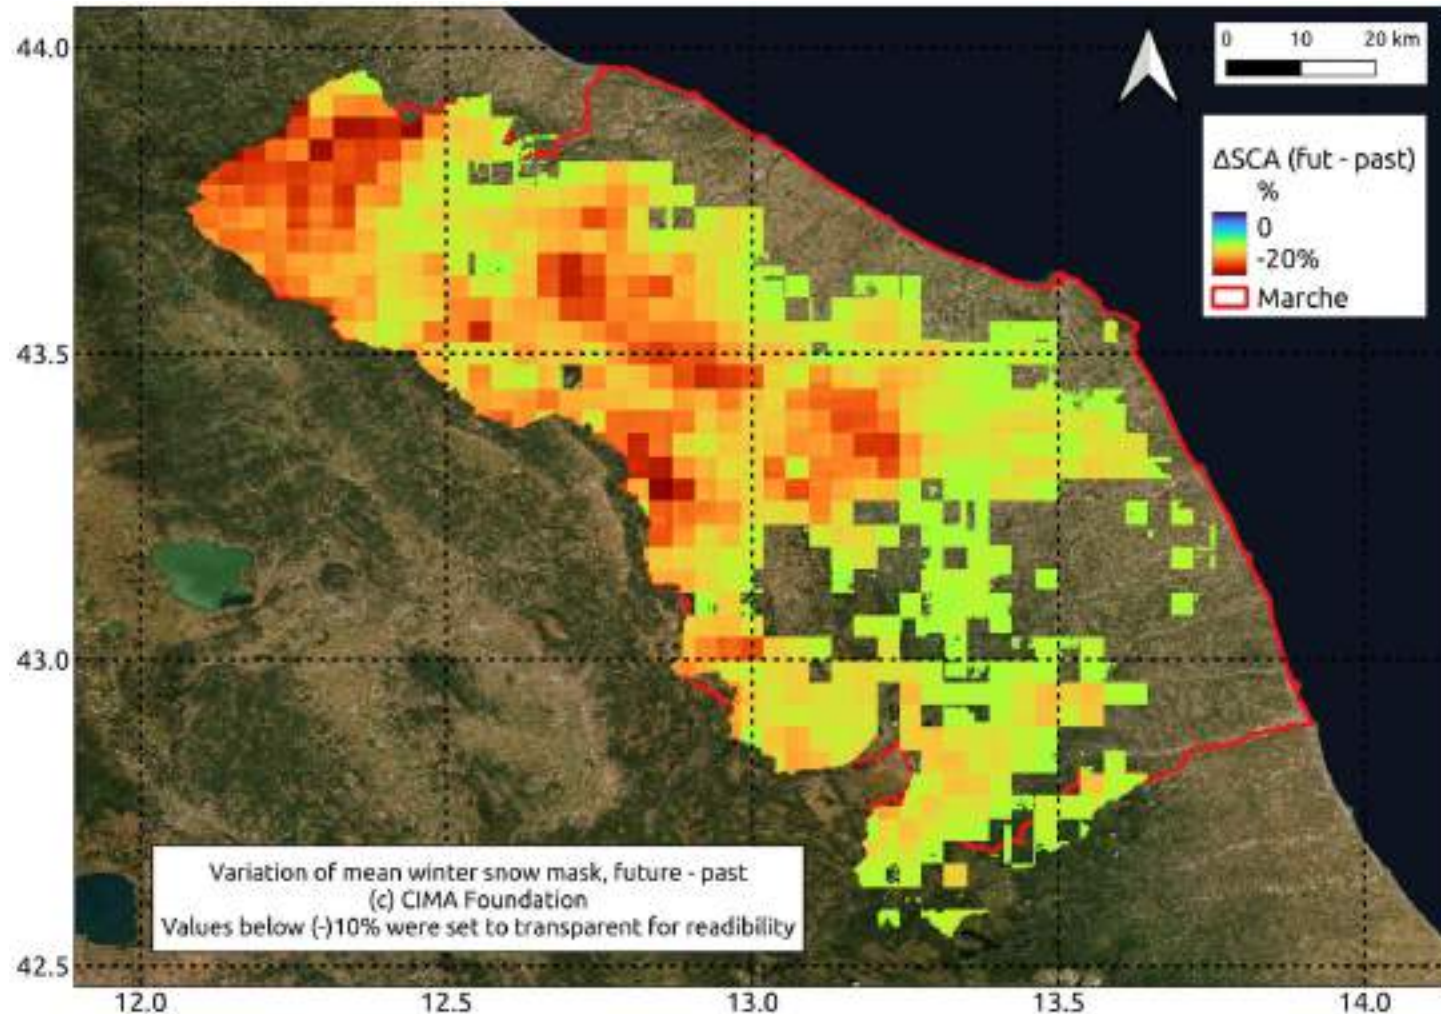 44.0
43.5
43.0
42.5
12.0
12.5
13.0
13.5
14.0
0 10 20 km
ΔSCA (fut - past)
%
0
-20%
Marche
Variation of mean winter snow mask, future - past
(c) CIMA Foundation
Values below (-)10% were set to transparent for readibility